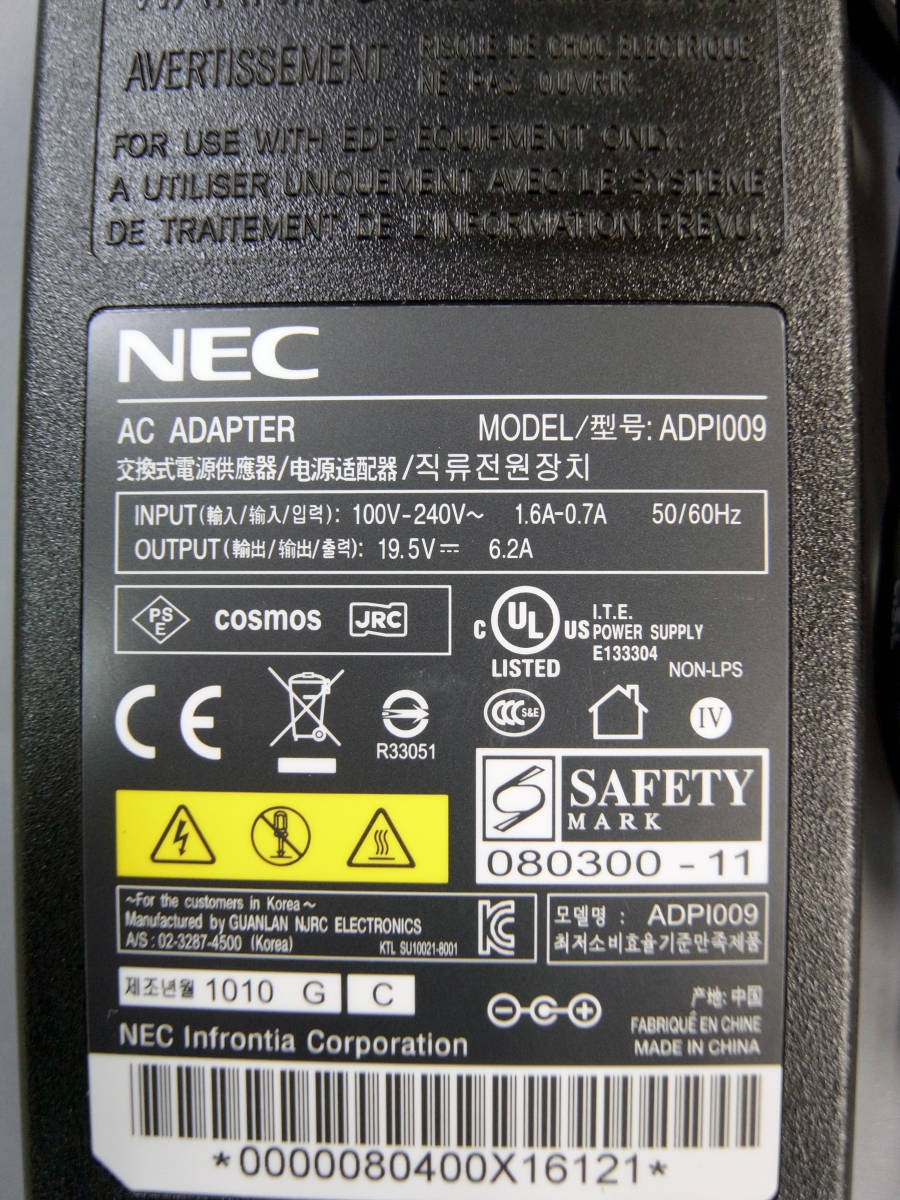 AVERTISSEMENT: RISQUE DE CHOC ELECTRIQUE,
NE PAS OUVRIR.
FOR USE WITH EDP EQUIPMENT ONLY.
A UTILISER UNIQUEMENT AVEC LE SYSTEME
DE TRAITEMENT DE L'INFORMATION PREVU.
NEC
AC ADAPTER MODEL/型号: ADPI009
交換式電源供應器/电源适配器/직류전원장치
INPUT(輸入/输入/입력): 100V-240V~ 1.6A-0.7A 50/60Hz
OUTPUT(輸出/输出/출력): 19.5V⎓ 6.2A
PS
E
cosmos JRC
C UL US
LISTED
I.T.E.
POWER SUPPLY
E133304
NON-LPS
CE
R33051
CCC S&E
IV
SAFETY
MARK
080300 - 11
~For the customers in Korea~
Manufactured by GUANLAN NJRC ELECTRONICS
A/S : 02-3287-4500 (Korea) KTL SU10021-8001
모델명 : ADPI009
최저소비효율기준만족제품
제조년월 1010 G C
产地: 中国
FABRIQUÉ EN CHINE
MADE IN CHINA
NEC Infrontia Corporation
*0000080400X16121*